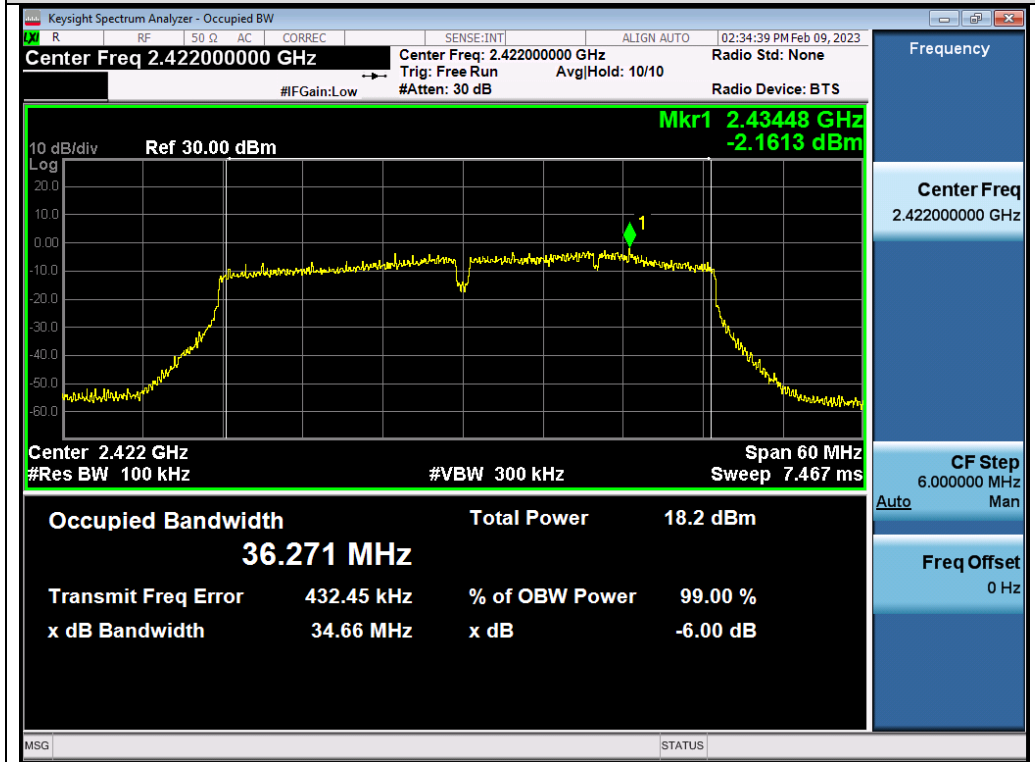 Keysight Spectrum Analyzer - Occupied BW
LXI R RF 50 Ω AC CORREC SENSE:INT ALIGN AUTO 02:34:39 PM Feb 09, 2023
Center Freq 2.422000000 GHz
#IFGain:Low
Center Freq: 2.422000000 GHz
Trig: Free Run Avg|Hold: 10/10
#Atten: 30 dB
Radio Std: None
Radio Device: BTS
Mkr1 2.43448 GHz
-2.1613 dBm
10 dB/div Ref 30.00 dBm
Log
20.0
10.0
0.00
-10.0
-20.0
-30.0
-40.0
-50.0
-60.0
1
Center 2.422 GHz Span 60 MHz
#Res BW 100 kHz #VBW 300 kHz Sweep 7.467 ms
Occupied Bandwidth Total Power 18.2 dBm
36.271 MHz
Transmit Freq Error 432.45 kHz % of OBW Power 99.00 %
x dB Bandwidth 34.66 MHz x dB -6.00 dB
Frequency
Center Freq
2.422000000 GHz
CF Step
6.000000 MHz
Auto Man
Freq Offset
0 Hz
MSG STATUS